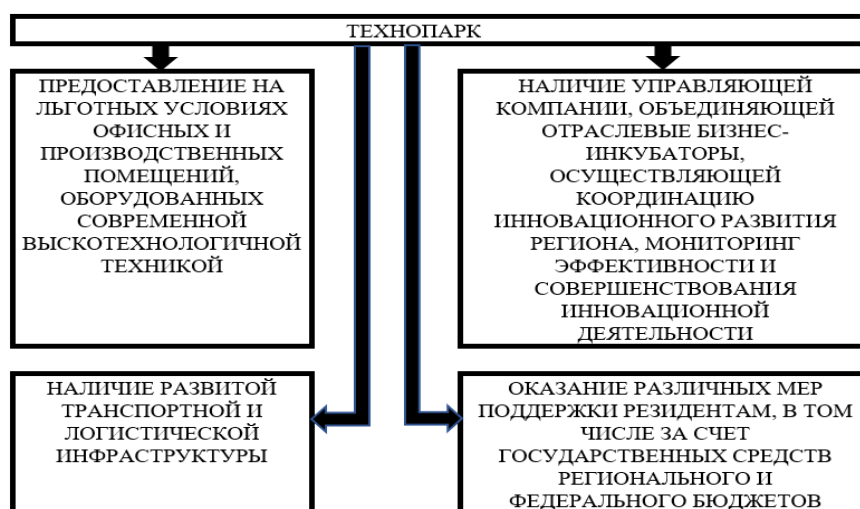 ТЕХНОПАРК
ПРЕДОСТАВЛЕНИЕ НА
ЛЬГОТНЫХ УСЛОВИЯХ
ОФИСНЫХ И
ПРОИЗВОДСТВЕННЫХ
ПОМЕЩЕНИЙ,
ОБОРУДОВАННЫХ
СОВРЕМЕННОЙ
ВЫСКОТЕХНОЛОГИЧНОЙ
ТЕХНИКОЙ
НАЛИЧИЕ УПРАВЛЯЮЩЕЙ
КОМПАНИИ, ОБЪЕДИНЯЮЩЕЙ
ОТРАСЛЕВЫЕ БИЗНЕС-
ИНКУБАТОРЫ,
ОСУЩЕСТВЛЯЮЩЕЙ
КООРДИНАЦИЮ
ИННОВАЦИОННОГО РАЗВИТИЯ
РЕГИОНА, МОНИТОРИНГ
ЭФФЕКТИВНОСТИ И
СОВЕРШЕНСТВОВАНИЯ
ИННОВАЦИОННОЙ
ДЕЯТЕЛЬНОСТИ
НАЛИЧИЕ РАЗВИТОЙ
ТРАНСПОРТНОЙ И
ЛОГИСТИЧЕСКОЙ
ИНФРАСТРУКТУРЫ
ОКАЗАНИЕ РАЗЛИЧНЫХ МЕР
ПОДДЕРЖКИ РЕЗИДЕНТАМ, В ТОМ
ЧИСЛЕ ЗА СЧЕТ
ГОСУДАРСТВЕННЫХ СРЕДСТВ
РЕГИОНАЛЬНОГО И
ФЕДЕРАЛЬНОГО БЮДЖЕТОВ